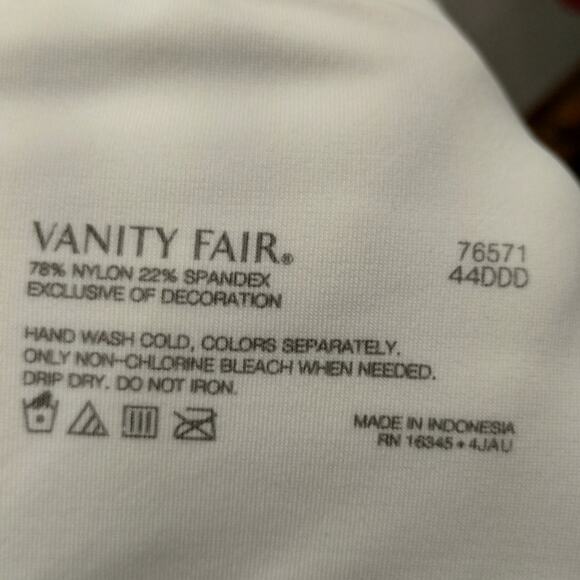 VANITY FAIR®
78% NYLON 22% SPANDEX
EXCLUSIVE OF DECORATION
76571
44DDD
HAND WASH COLD, COLORS SEPARATELY.
ONLY NON-CHLORINE BLEACH WHEN NEEDED.
DRIP DRY. DO NOT IRON.
MADE IN INDONESIA
RN 16345 • 4JAU